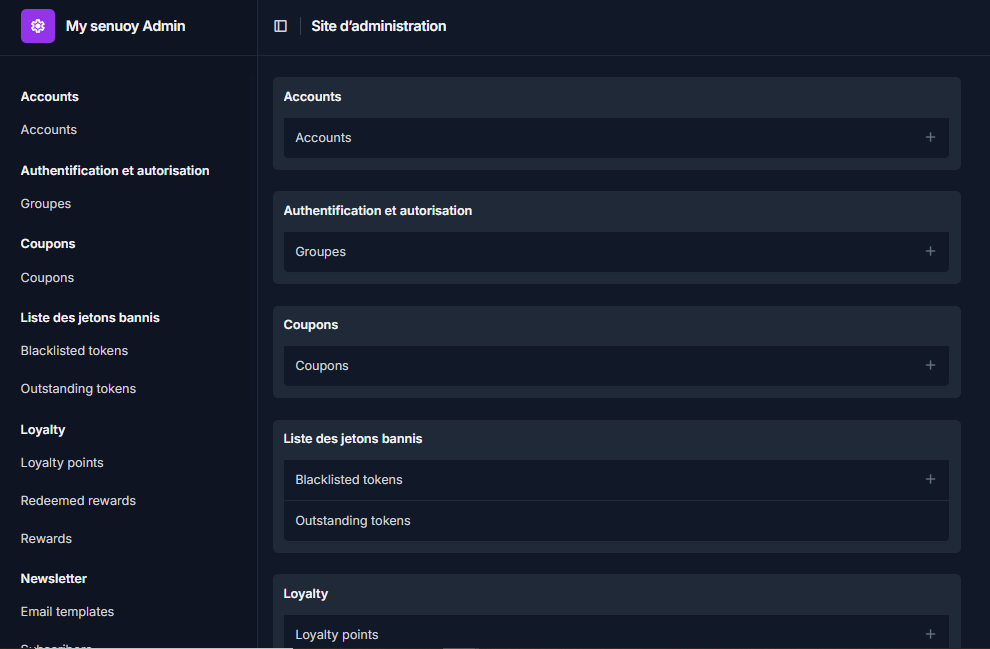 My senuoy Admin
Site d’administration
Accounts
Accounts
Authentification et autorisation
Groupes
Coupons
Coupons
Liste des jetons bannis
Blacklisted tokens
Outstanding tokens
Loyalty
Loyalty points
Redeemed rewards
Rewards
Newsletter
Email templates
Subscribers
Accounts
Accounts
Authentification et autorisation
Groupes
Coupons
Coupons
Liste des jetons bannis
Blacklisted tokens
Outstanding tokens
Loyalty
Loyalty points